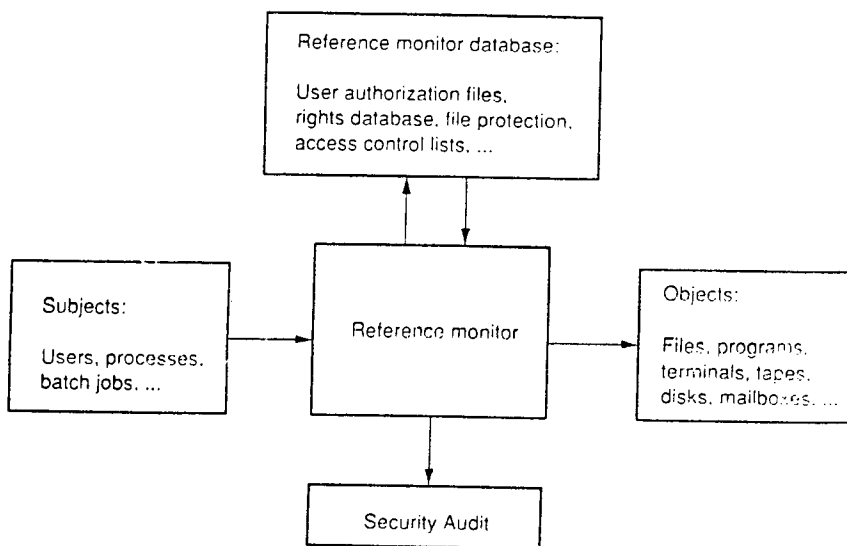 Reference monitor database:
User authorization files,
rights database, file protection,
access control lists, ...
Subjects:
Users, processes,
batch jobs, ...
Reference monitor
Objects:
Files, programs,
terminals, tapes,
disks, mailboxes, ...
Security Audit